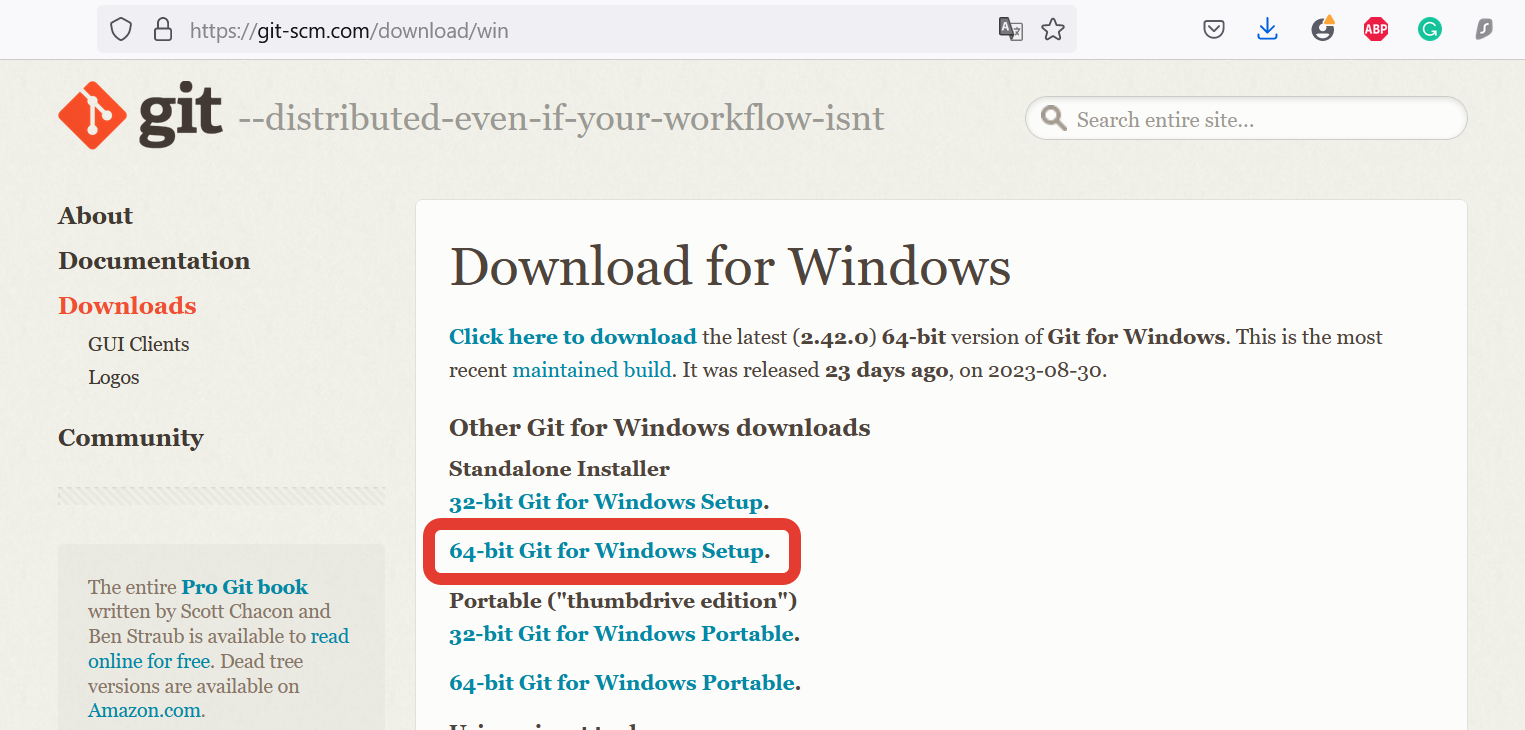 https://git-scm.com/download/win
ABP
git --distributed-even-if-your-workflow-isnt
Search entire site...
About
Documentation
Downloads
GUI Clients
Logos
Community
The entire Pro Git book
written by Scott Chacon and
Ben Straub is available to read
online for free. Dead tree
versions are available on
Amazon.com.
Download for Windows
Click here to download the latest (2.42.0) 64-bit version of Git for Windows. This is the most
recent maintained build. It was released 23 days ago, on 2023-08-30.
Other Git for Windows downloads
Standalone Installer
32-bit Git for Windows Setup.
64-bit Git for Windows Setup.
Portable ("thumbdrive edition")
32-bit Git for Windows Portable.
64-bit Git for Windows Portable.